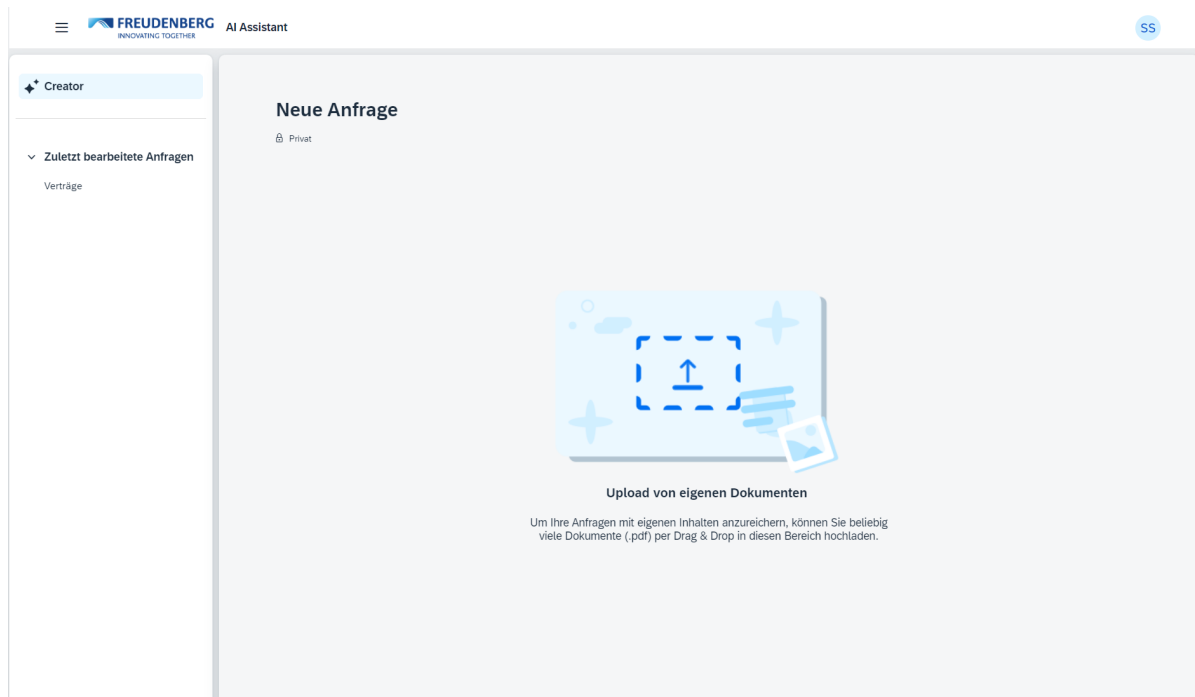 FREUDENBERG
INNOVATING TOGETHER
AI Assistant
SS
Creator
Zuletzt bearbeitete Anfragen
Verträge
Neue Anfrage
Privat
Upload von eigenen Dokumenten
Um Ihre Anfragen mit eigenen Inhalten anzureichern, können Sie beliebig
viele Dokumente (.pdf) per Drag & Drop in diesen Bereich hochladen.